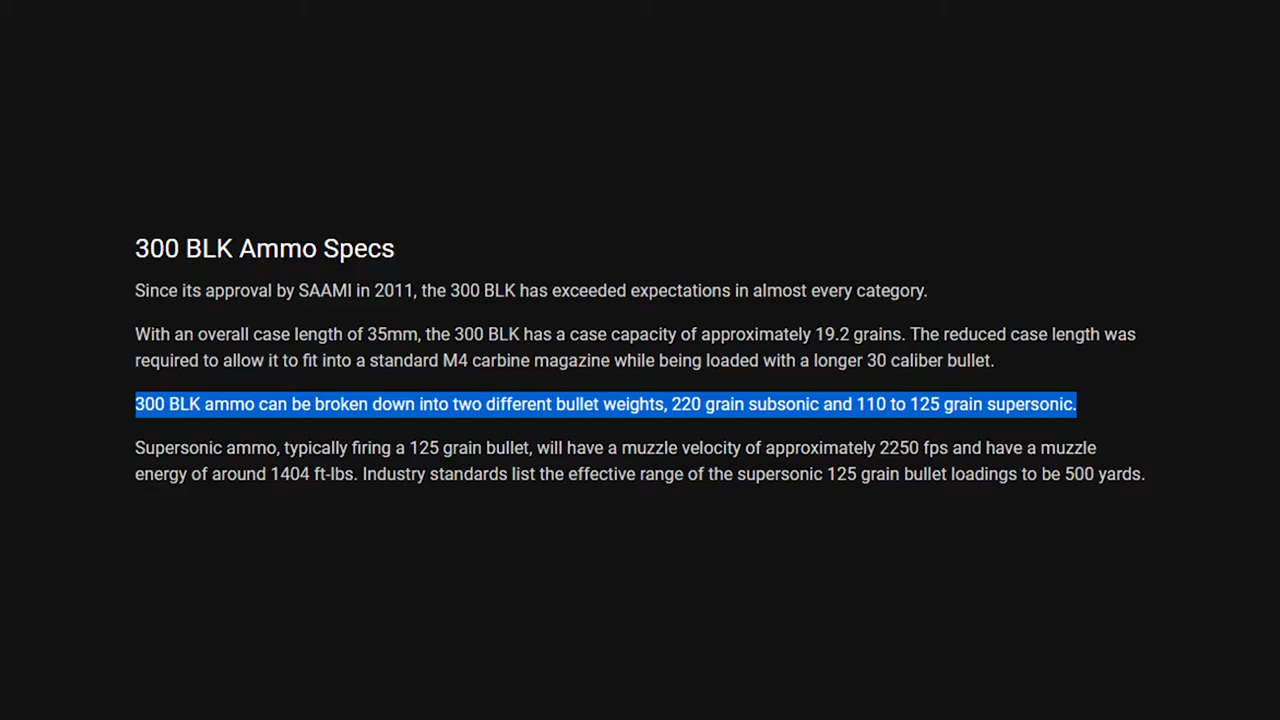 300 BLK Ammo Specs
Since its approval by SAAMI in 2011, the 300 BLK has exceeded expectations in almost every category.
With an overall case length of 35mm, the 300 BLK has a case capacity of approximately 19.2 grains. The reduced case length was
required to allow it to fit into a standard M4 carbine magazine while being loaded with a longer 30 caliber bullet.
300 BLK ammo can be broken down into two different bullet weights, 220 grain subsonic and 110 to 125 grain supersonic.
Supersonic ammo, typically firing a 125 grain bullet, will have a muzzle velocity of approximately 2250 fps and have a muzzle
energy of around 1404 ft-lbs. Industry standards list the effective range of the supersonic 125 grain bullet loadings to be 500 yards.